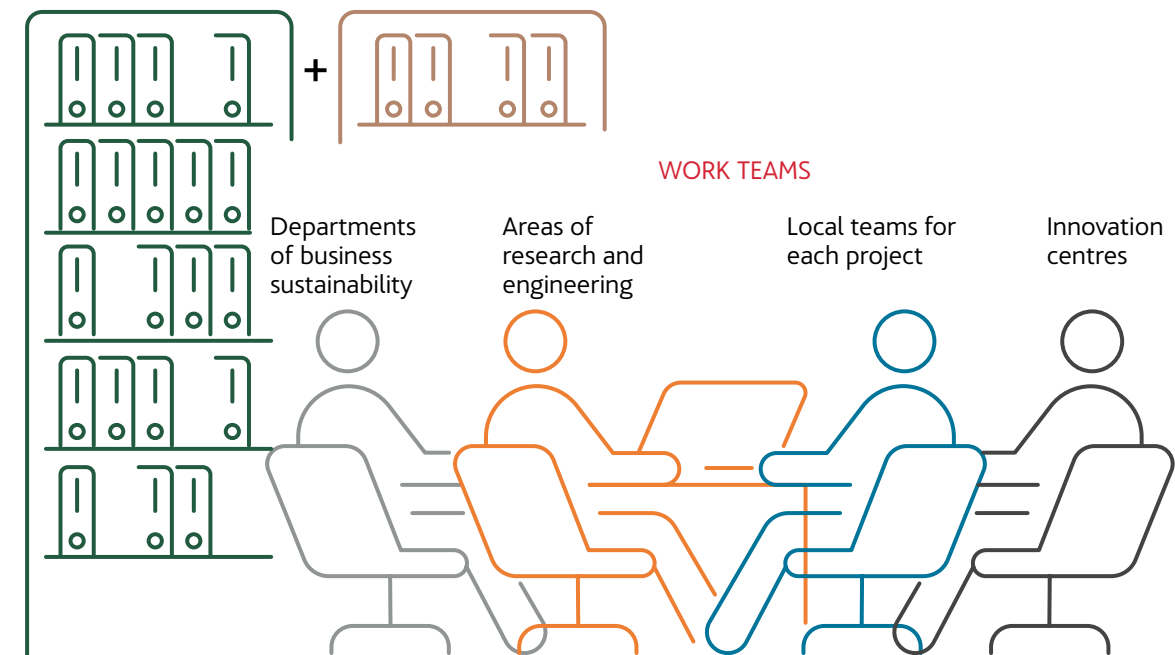 +
WORK TEAMS
Departments
of business
sustainability
Areas of
research and
engineering
Local teams for
each project
Innovation
centres